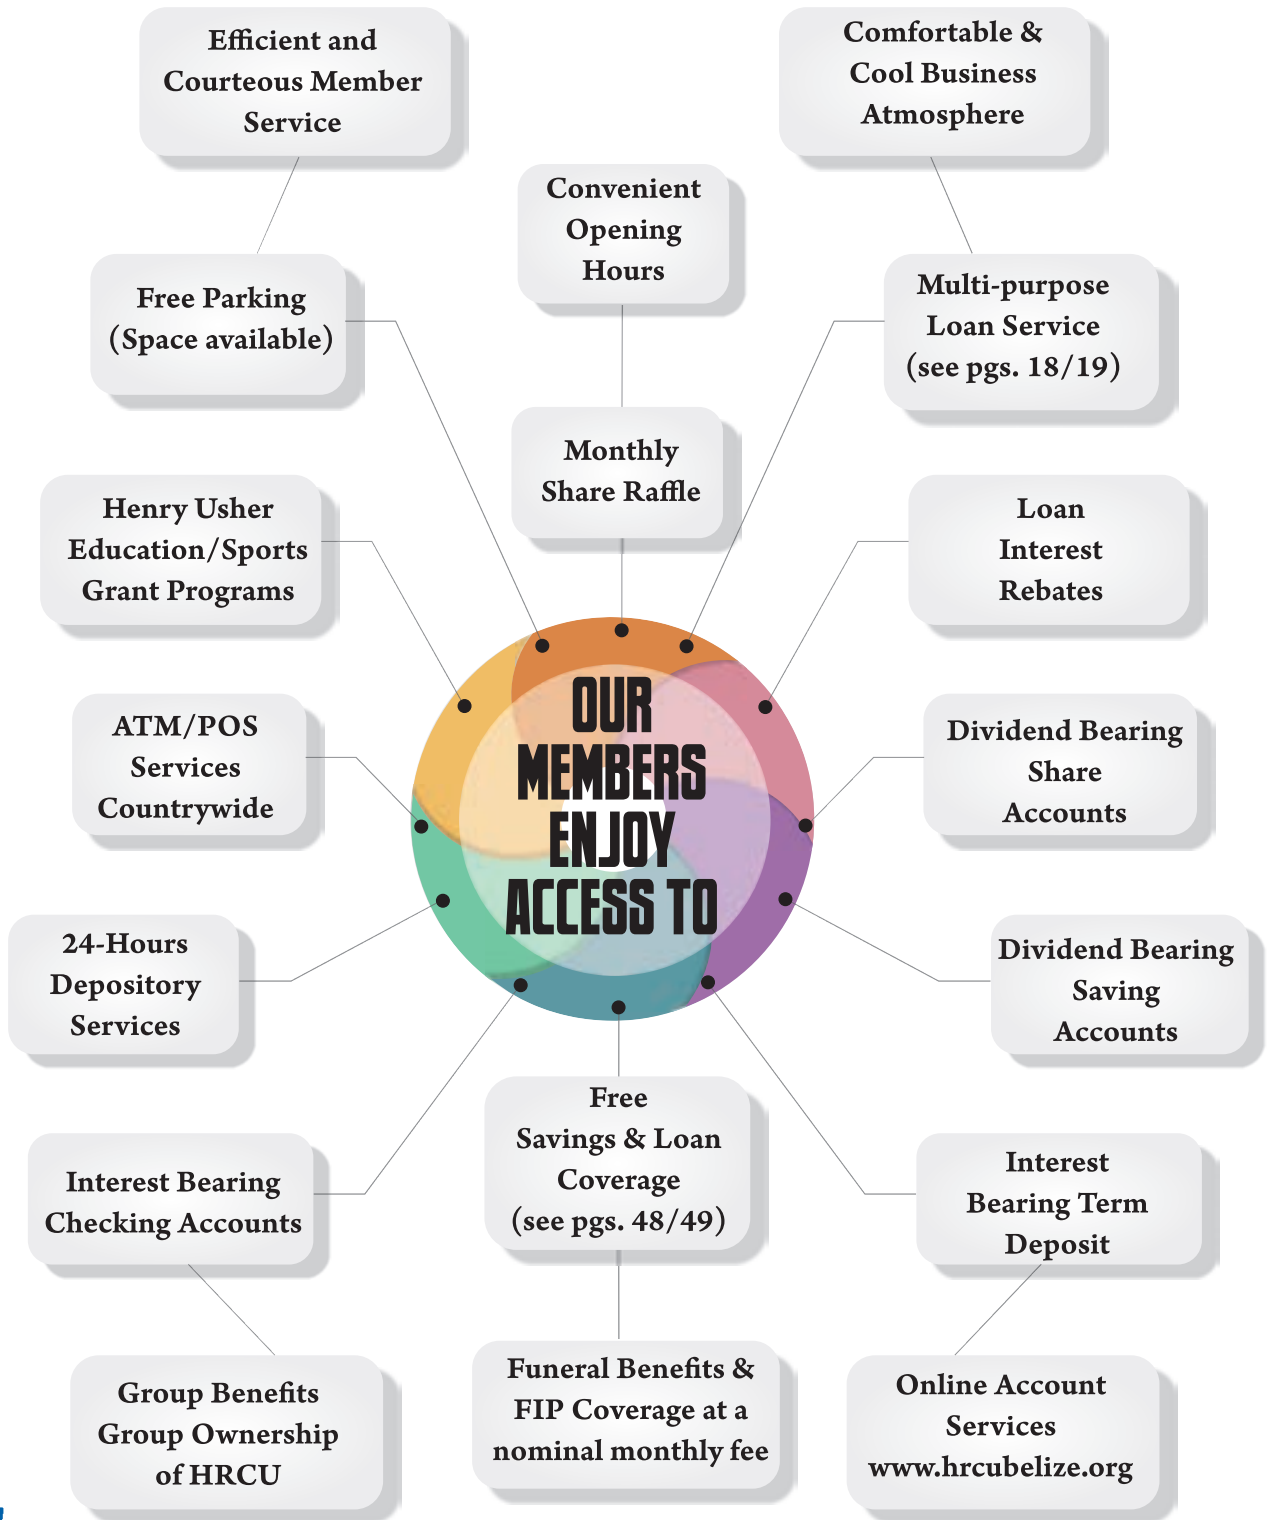 Efficient and
Courteous Member
Service
Comfortable &
Cool Business
Atmosphere
Convenient
Opening
Hours
Free Parking
(Space available)
Multi-purpose
Loan Service
(see pgs. 18/19)
Monthly
Share Raffle
Henry Usher
Education/Sports
Grant Programs
Loan
Interest
Rebates
OUR
MEMBERS
ENJOY
ACCESS TO
ATM/POS
Services
Countrywide
Dividend Bearing
Share
Accounts
24-Hours
Depository
Services
Dividend Bearing
Saving
Accounts
Free
Savings & Loan
Coverage
(see pgs. 48/49)
Interest Bearing
Checking Accounts
Interest
Bearing Term
Deposit
Group Benefits
Group Ownership
of HRCU
Funeral Benefits &
FIP Coverage at a
nominal monthly fee
Online Account
Services
www.hrcubelize.org